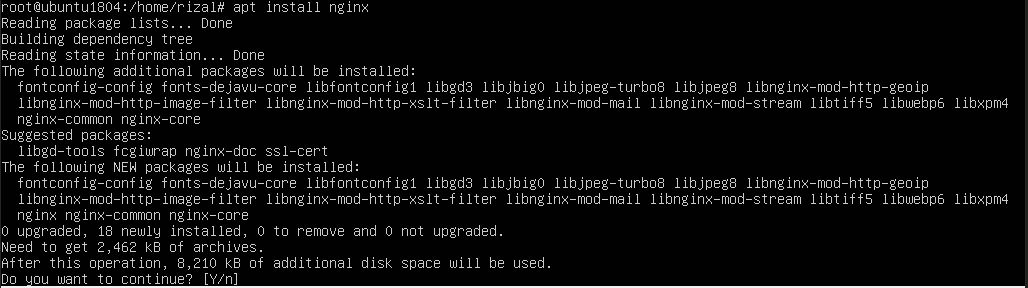 root@ubuntu1804:/home/rizal# apt install nginx
Reading package lists... Done
Building dependency tree
Reading state information... Done
The following additional packages will be installed:
  fontconfig-config fonts-dejavu-core libfontconfig1 libgd3 libjbig0 libjpeg-turbo8 libjpeg8 libnginx-mod-http-geoip
  libnginx-mod-http-image-filter libnginx-mod-http-xslt-filter libnginx-mod-mail libnginx-mod-stream libtiff5 libwebp6 libxpm4
  nginx-common nginx-core
Suggested packages:
  libgd-tools fcgiwrap nginx-doc ssl-cert
The following NEW packages will be installed:
  fontconfig-config fonts-dejavu-core libfontconfig1 libgd3 libjbig0 libjpeg-turbo8 libjpeg8 libnginx-mod-http-geoip
  libnginx-mod-http-image-filter libnginx-mod-http-xslt-filter libnginx-mod-mail libnginx-mod-stream libtiff5 libwebp6 libxpm4
  nginx nginx-common nginx-core
0 upgraded, 18 newly installed, 0 to remove and 0 not upgraded.
Need to get 2,462 kB of archives.
After this operation, 8,210 kB of additional disk space will be used.
Do you want to continue? [Y/n]